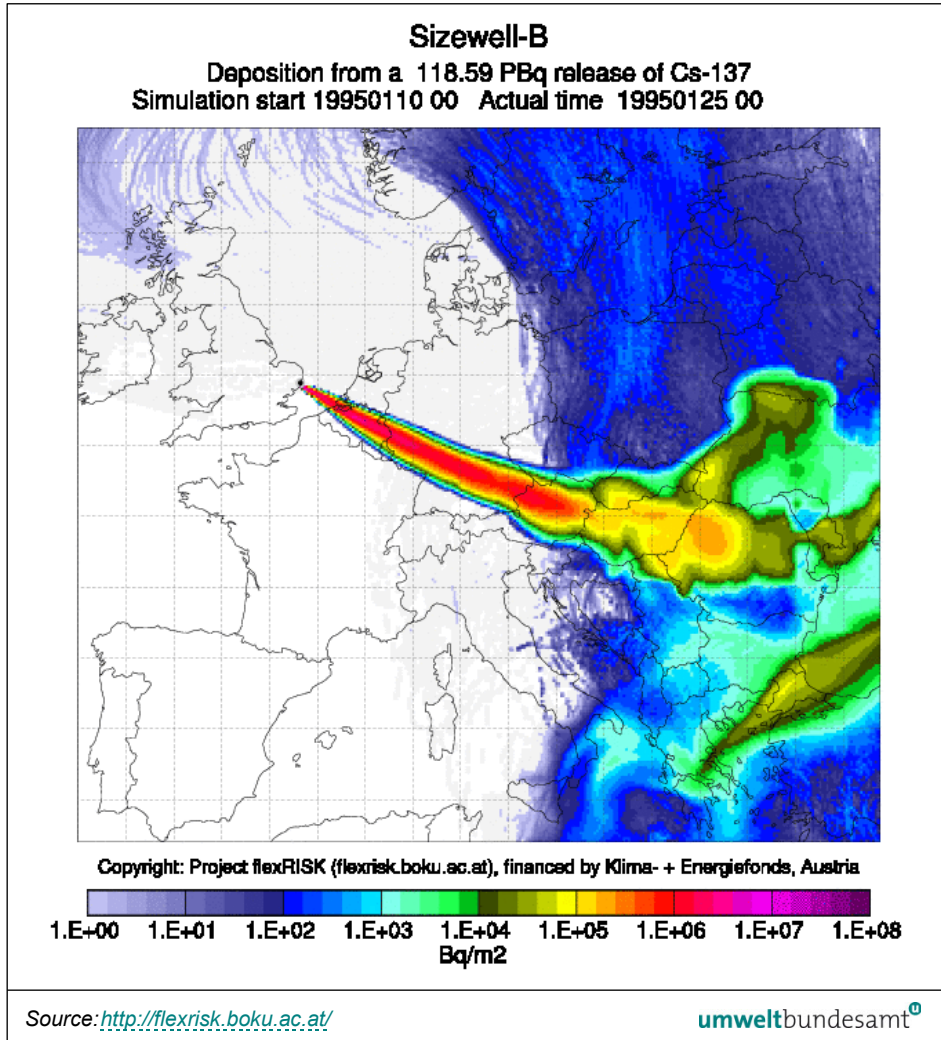 Sizewell-B
Deposition from a 118.59 PBq release of Cs-137
Simulation start 19950110 00 Actual time 19950125 00
Copyright: Project flexRISK (flexrisk.boku.ac.at), financed by Klima- + Energiefonds, Austria
1.E+00 1.E+01 1.E+02 1.E+03 1.E+04 1.E+05 1.E+06 1.E+07 1.E+08
Bq/m2
Source: http://flexrisk.boku.ac.at/
umweltbundesamt
u